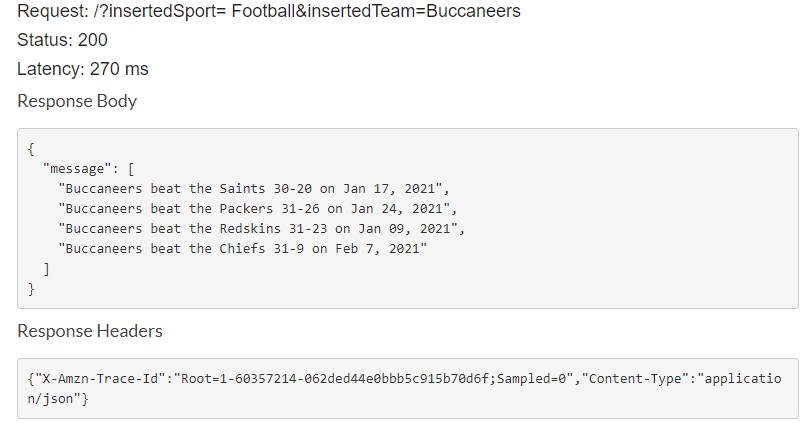 Request: /?insertedSport= Football&insertedTeam=Buccaneers
Status: 200
Latency: 270 ms
Response Body
{
"message": [
"Buccaneers beat the Saints 30-20 on Jan 17, 2021",
"Buccaneers beat the Packers 31-26 on Jan 24, 2021",
"Buccaneers beat the Redskins 31-23 on Jan 09, 2021",
"Buccaneers beat the Chiefs 31-9 on Feb 7, 2021"
]
}
Response Headers
{"X-Amzn-Trace-Id":"Root=1-60357214-062ded44e0bbb5c915b70d6f;Sampled=0","Content-Type":"applicatio
n/json"}